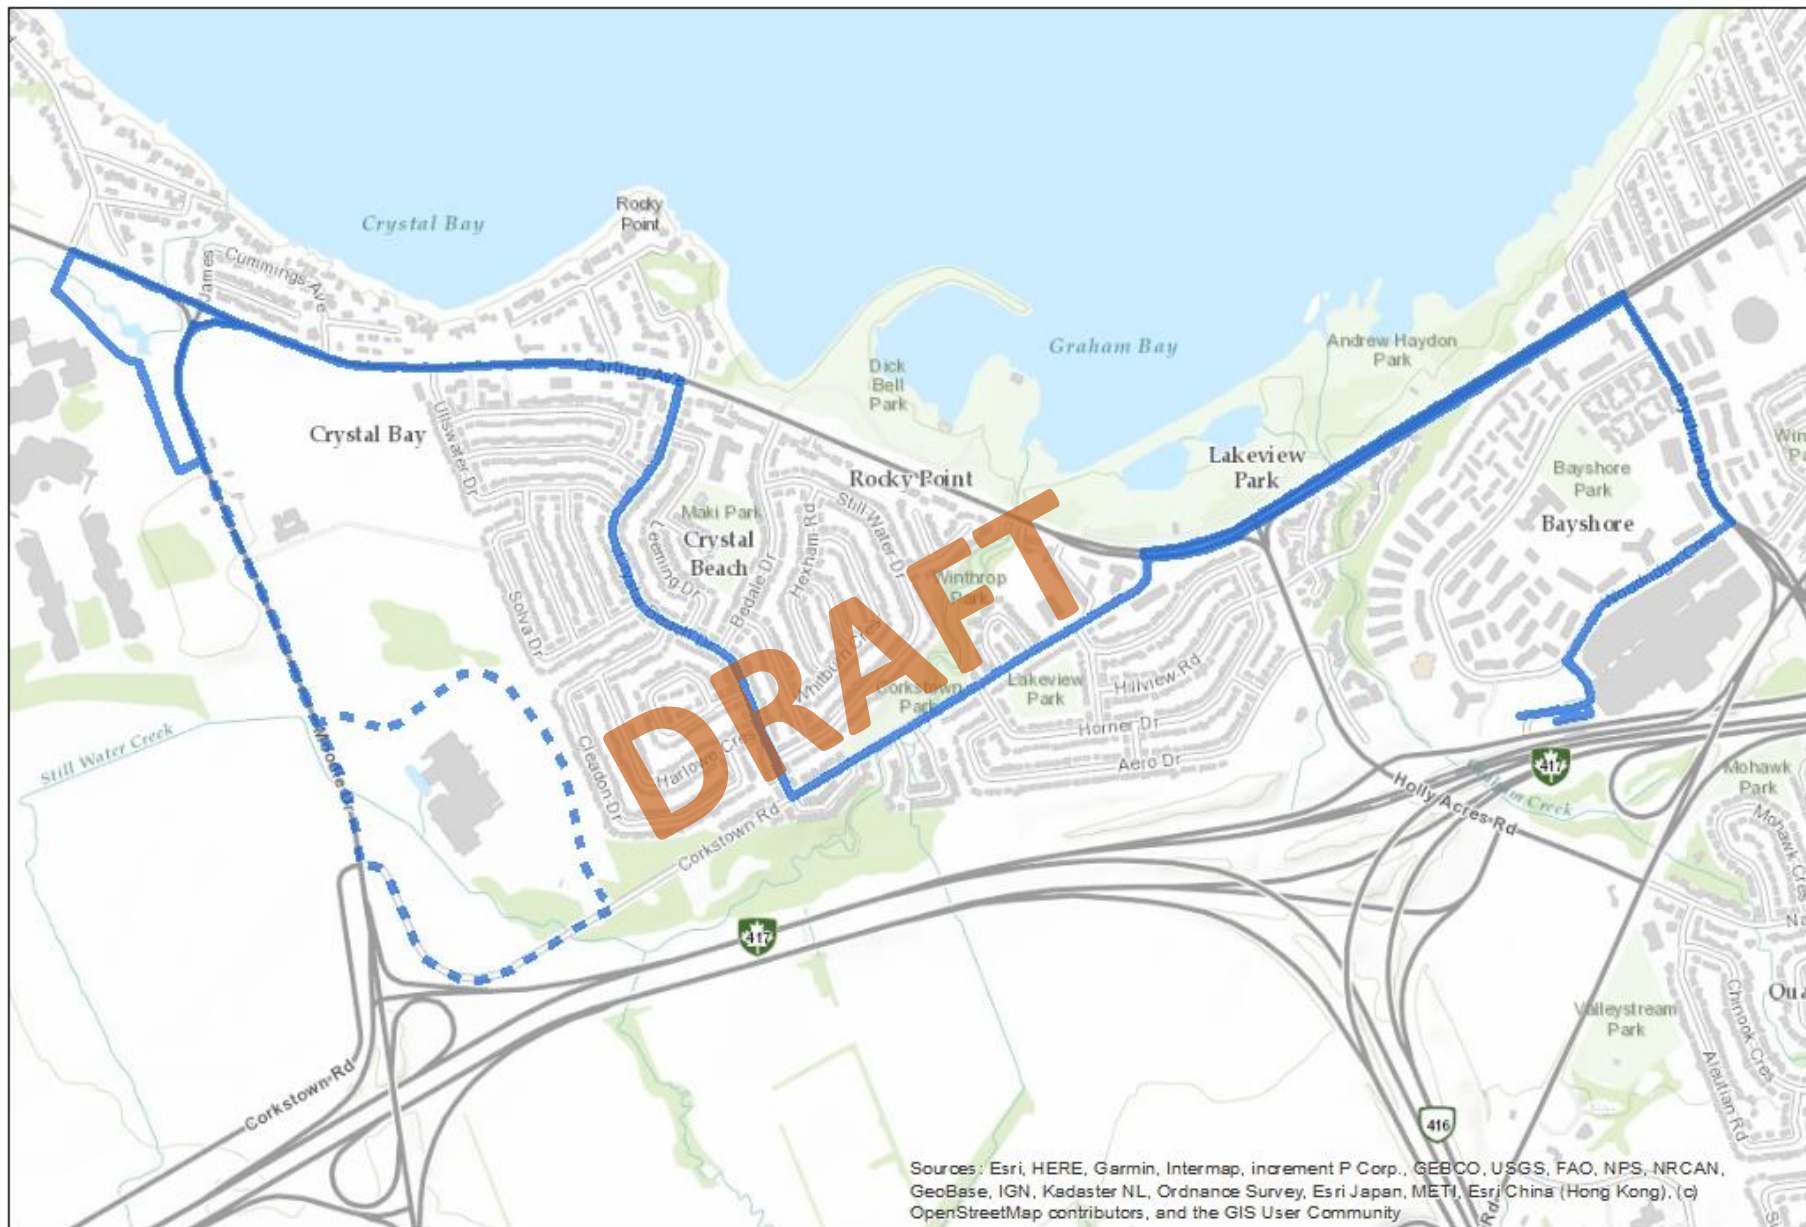 Rocky
Point
Crystal Bay
Cummings Ave
James
Graham Bay
Andrew Haydon
Park
Dick
Bell
Park
Carling Ave
Crystal Bay
Ullswater Dr
Lakeview
Park
Bayshore Dr
Bayshore
Park
Bayshore
Rocky Point
Still Water Dr
Maki Park
Crystal
Beach
Leeming Dr
Bedale Dr
Hexham Rd
Winthrop
Park
Solva Dr
Whitburn Cres
DRAFT
Corkstown
Park
Lakeview
Park
Hillview Rd
Horner Dr
Aero Dr
Still Water Creek
Moodie Dr
Cleadon Dr
Harlowe Cres
Corkstown Rd
417
Holly Acres Rd
Graham Creek
Mohawk
Park
Mohawk Cres
417
Valleystream
Park
Chinook Cres
Aleutian Rd
Corkstown Rd
416
Rd
Sources: Esri, HERE, Garmin, Intermap, increment P Corp., GEBCO, USGS, FAO, NPS, NRCAN,
GeoBase, IGN, Kadaster NL, Ordnance Survey, Esri Japan, METI, Esri China (Hong Kong), (c)
OpenStreetMap contributors, and the GIS User Community